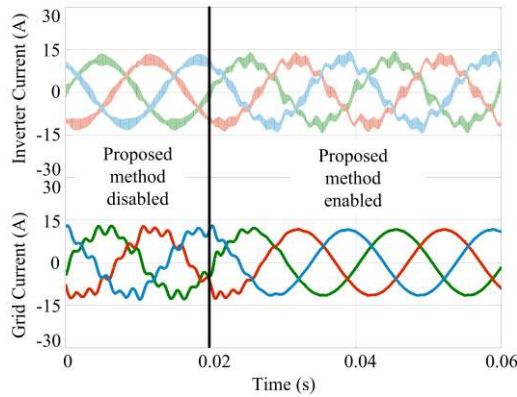 Inverter Current (A)
30
15
0
-15
-30
Proposed
method
disabled
Proposed
method
enabled
Grid Current (A)
30
15
0
-15
-30
0
0.02
0.04
0.06
Time (s)